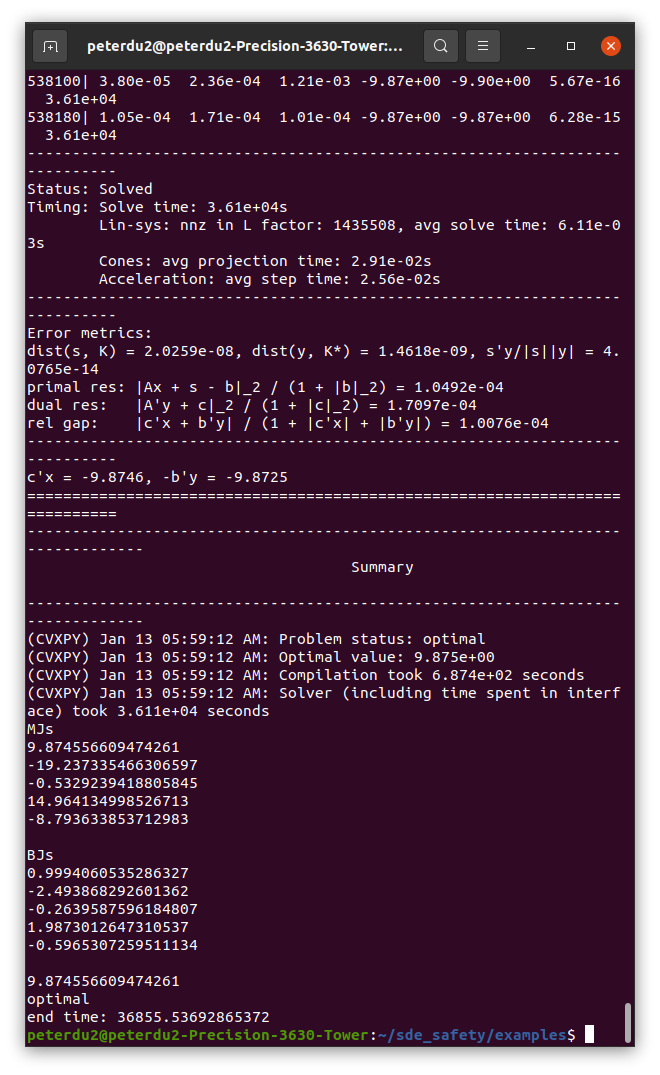 peterdu2@peterdu2-Precision-3630-Tower:...
538100| 3.80e-05  2.36e-04  1.21e-03 -9.87e+00 -9.90e+00  5.67e-16
  3.61e+04
538180| 1.05e-04  1.71e-04  1.01e-04 -9.87e+00 -9.87e+00  6.28e-15
  3.61e+04
------------------------------------------------------------------
----------
Status: Solved
Timing: Solve time: 3.61e+04s
        Lin-sys: nnz in L factor: 1435508, avg solve time: 6.11e-0
3s
        Cones: avg projection time: 2.91e-02s
        Acceleration: avg step time: 2.56e-02s
------------------------------------------------------------------
----------
Error metrics:
dist(s, K) = 2.0259e-08, dist(y, K*) = 1.4618e-09, s'y/|s||y| = 4.
0765e-14
primal res: |Ax + s - b|_2 / (1 + |b|_2) = 1.0492e-04
dual res:   |A'y + c|_2 / (1 + |c|_2) = 1.7097e-04
rel gap:    |c'x + b'y| / (1 + |c'x| + |b'y|) = 1.0076e-04
------------------------------------------------------------------
----------
c'x = -9.8746, -b'y = -9.8725
==================================================================
==========
------------------------------------------------------------------
-------------
                                    Summary
------------------------------------------------------------------
-------------
(CVXPY) Jan 13 05:59:12 AM: Problem status: optimal
(CVXPY) Jan 13 05:59:12 AM: Optimal value: 9.875e+00
(CVXPY) Jan 13 05:59:12 AM: Compilation took 6.874e+02 seconds
(CVXPY) Jan 13 05:59:12 AM: Solver (including time spent in interf
ace) took 3.611e+04 seconds
MJs
9.874556609474261
-19.237335466306597
-0.5329239418805845
14.964134998526713
-8.793633853712983
BJs
0.9994060535286327
-2.493868292601362
-0.2639587596184807
1.9873012647310537
-0.5965307259511134
9.874556609474261
optimal
end time: 36855.53692865372
peterdu2@peterdu2-Precision-3630-Tower:~/sde_safety/examples$